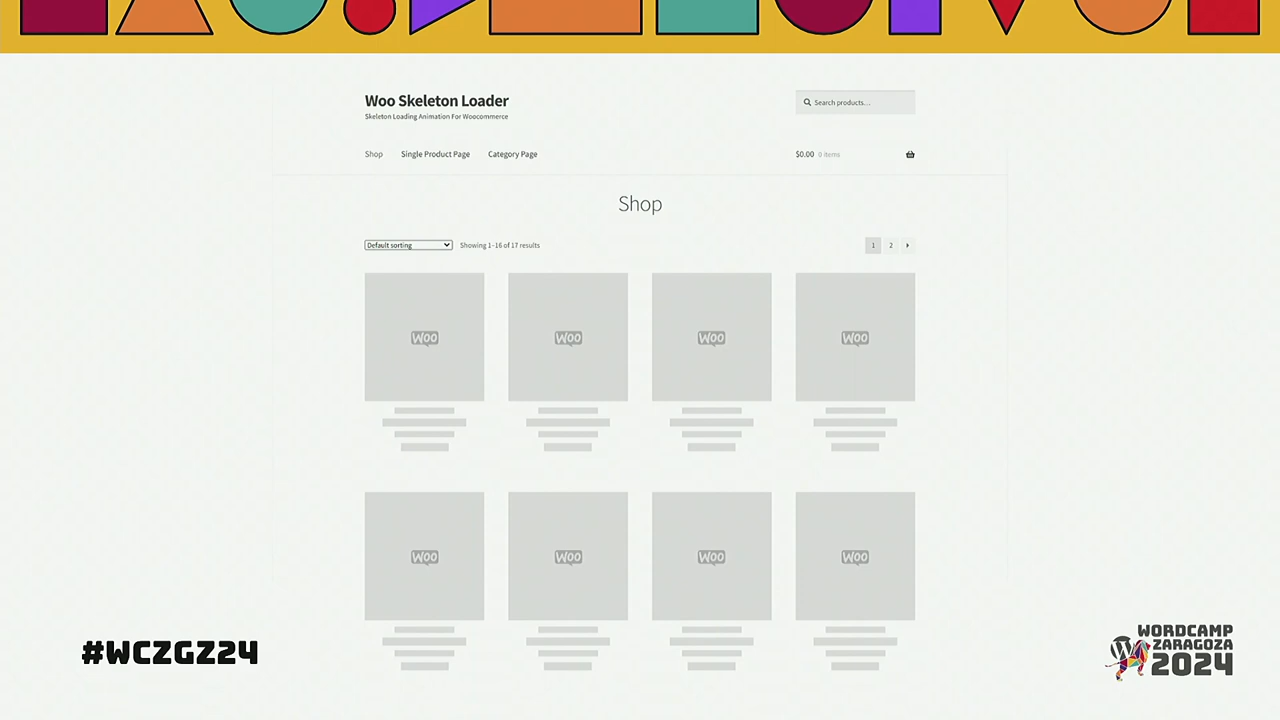 Woo Skeleton Loader
Skeleton Loading Animation For Woocommerce
Search products…
Shop Single Product Page Category Page
$0.00 0 items
Shop
Default sorting Showing 1–16 of 17 results
1 2
WOO WOO WOO WOO
WOO WOO WOO WOO
#WCZGZ24
WORDCAMP
ZARAGOZA
2024